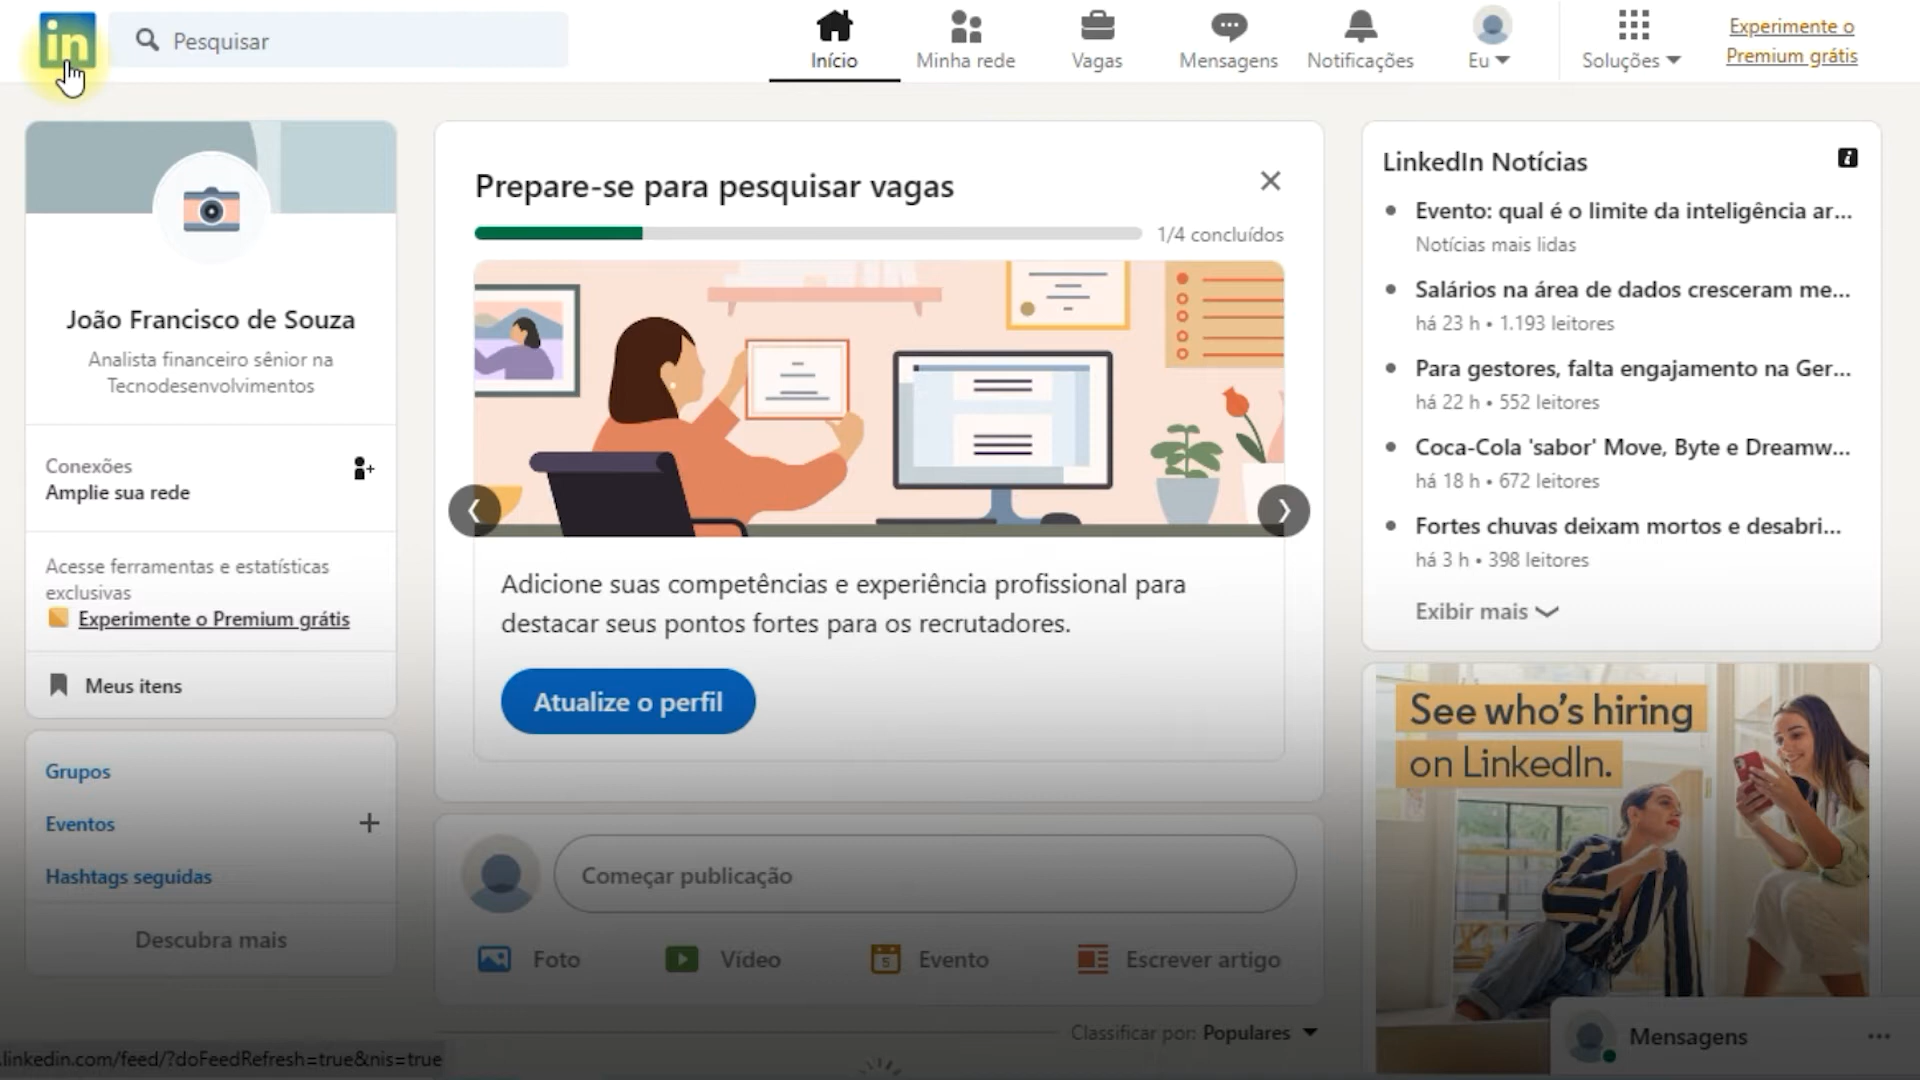 in
Pesquisar
Início
Minha rede
Vagas
Mensagens
Notificações
Eu
Soluções
Experimente o
Premium grátis
João Francisco de Souza
Analista financeiro sênior na
Tecnodesenvolvimentos
Conexões
Amplie sua rede
Acesse ferramentas e estatísticas
exclusivas
Experimente o Premium grátis
Meus itens
Grupos
Eventos
Hashtags seguidas
Descubra mais
Prepare-se para pesquisar vagas
1/4 concluídos
Adicione suas competências e experiência profissional para
destacar seus pontos fortes para os recrutadores.
Atualize o perfil
Começar publicação
Foto
Vídeo
5
Evento
Escrever artigo
Classificar por: Populares
LinkedIn Notícias
i
Evento: qual é o limite da inteligência ar...
Notícias mais lidas
Salários na área de dados cresceram me...
há 23 h • 1.193 leitores
Para gestores, falta engajamento na Ger...
há 22 h • 552 leitores
Coca-Cola 'sabor' Move, Byte e Dreamw...
há 18 h • 672 leitores
Fortes chuvas deixam mortos e desabri...
há 3 h • 398 leitores
Exibir mais
See who's hiring
on LinkedIn.
Mensagens
.linkedin.com/feed/?doFeedRefresh=true&nis=true